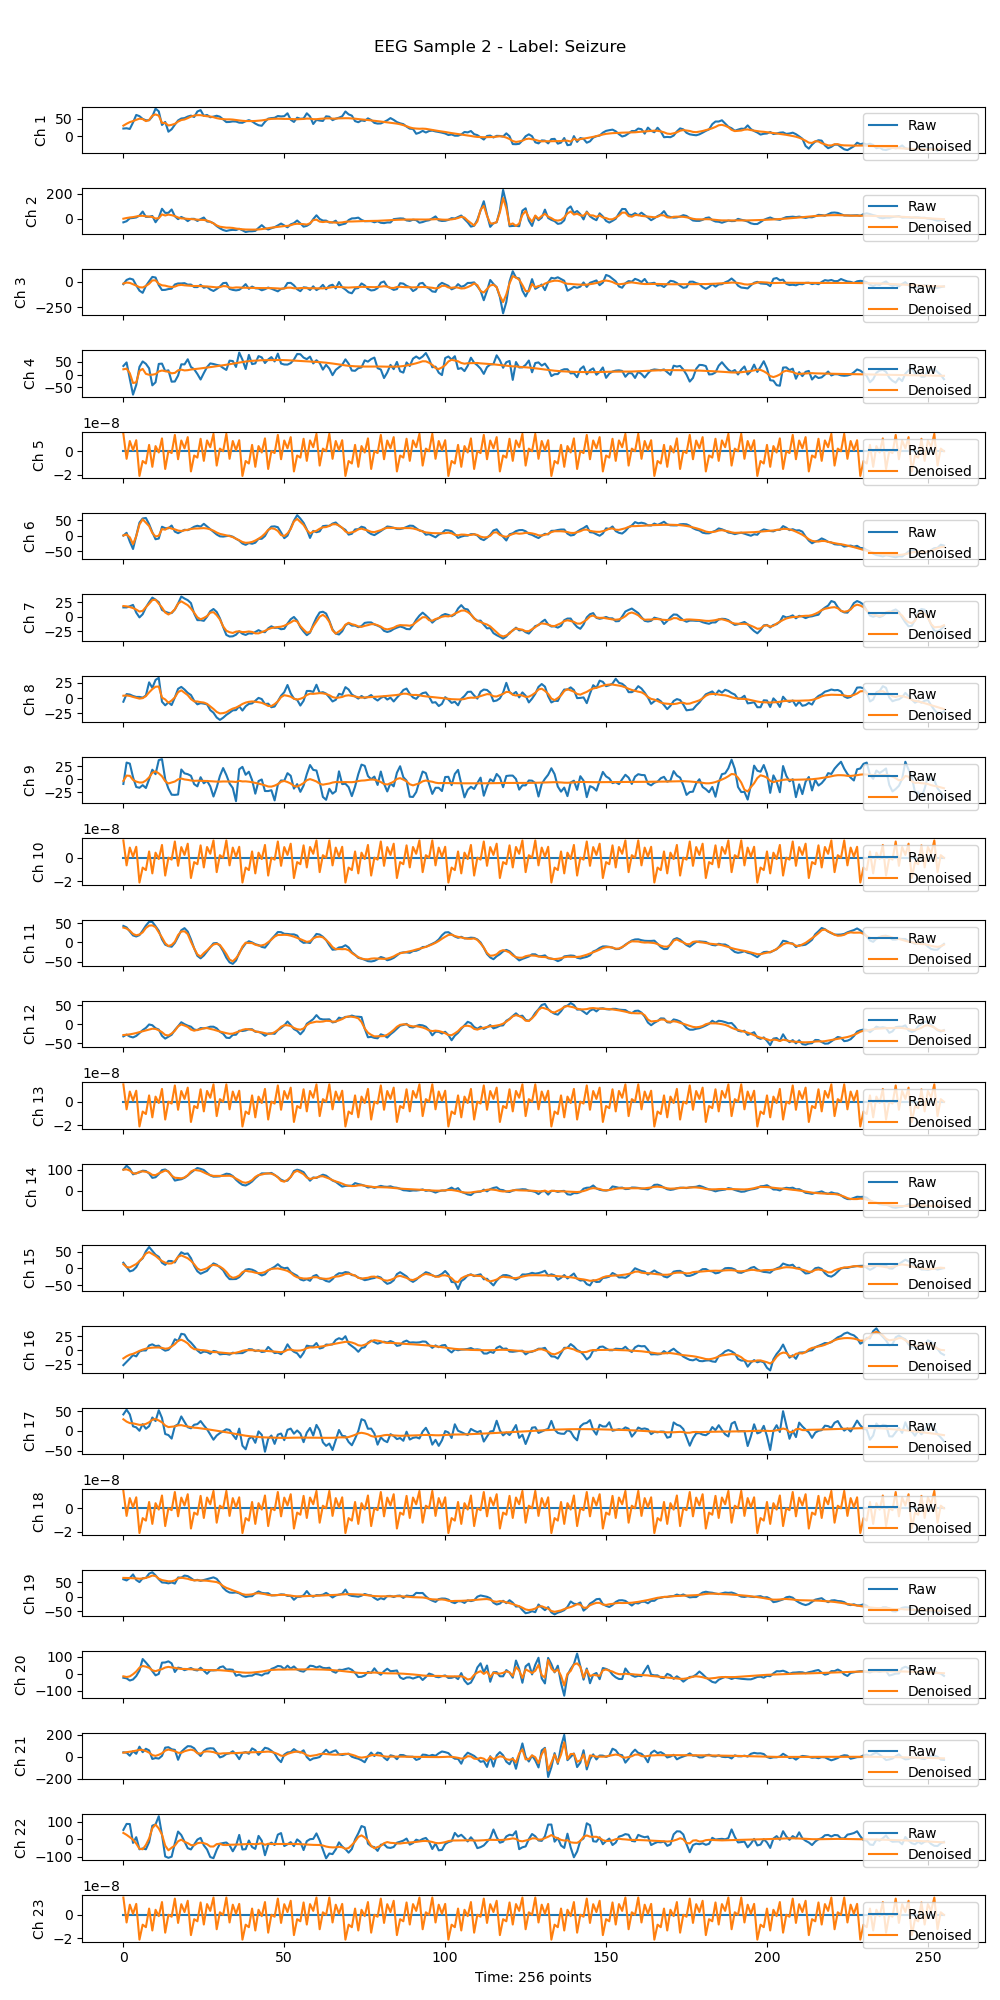 EEG Sample 2 - Label: Seizure
Ch 1
50
0
Raw
Denoised
Ch 2
200
0
Raw
Denoised
Ch 3
0
−250
Raw
Denoised
Ch 4
50
0
−50
Raw
Denoised
1e−8
Ch 5
0
−2
Raw
Denoised
Ch 6
50
0
−50
Raw
Denoised
Ch 7
25
0
−25
Raw
Denoised
Ch 8
25
0
−25
Raw
Denoised
Ch 9
25
0
−25
Raw
Denoised
1e−8
Ch 10
0
−2
Raw
Denoised
Ch 11
50
0
−50
Raw
Denoised
Ch 12
50
0
−50
Raw
Denoised
1e−8
Ch 13
0
−2
Raw
Denoised
Ch 14
100
0
Raw
Denoised
Ch 15
50
0
−50
Raw
Denoised
Ch 16
25
0
−25
Raw
Denoised
Ch 17
50
0
−50
Raw
Denoised
1e−8
Ch 18
0
−2
Raw
Denoised
Ch 19
50
0
−50
Raw
Denoised
Ch 20
100
0
−100
Raw
Denoised
Ch 21
200
0
−200
Raw
Denoised
Ch 22
100
0
−100
Raw
Denoised
1e−8
Ch 23
0
−2
Raw
Denoised
0 50 100 150 200 250
Time: 256 points